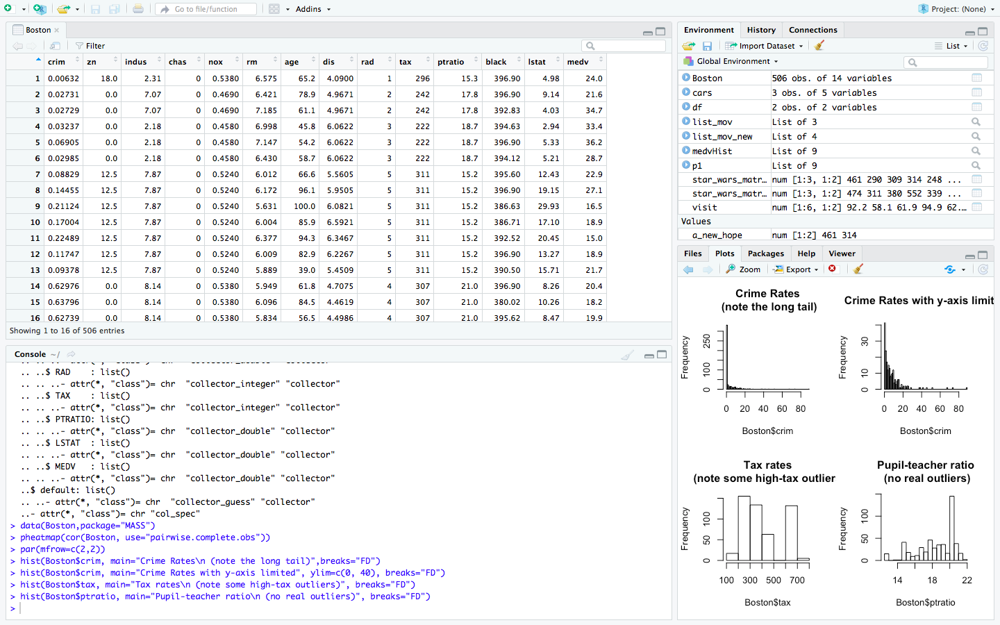 Go to file/function
Addins
Project: (None)
Boston
Filter
crim zn indus chas nox rm age dis rad tax ptratio black lstat medv
1 0.00632 18.0 2.31 0 0.5380 6.575 65.2 4.0900 1 296 15.3 396.90 4.98 24.0
2 0.02731 0.0 7.07 0 0.4690 6.421 78.9 4.9671 2 242 17.8 396.90 9.14 21.6
3 0.02729 0.0 7.07 0 0.4690 7.185 61.1 4.9671 2 242 17.8 392.83 4.03 34.7
4 0.03237 0.0 2.18 0 0.4580 6.998 45.8 6.0622 3 222 18.7 394.63 2.94 33.4
5 0.06905 0.0 2.18 0 0.4580 7.147 54.2 6.0622 3 222 18.7 396.90 5.33 36.2
6 0.02985 0.0 2.18 0 0.4580 6.430 58.7 6.0622 3 222 18.7 394.12 5.21 28.7
7 0.08829 12.5 7.87 0 0.5240 6.012 66.6 5.5605 5 311 15.2 395.60 12.43 22.9
8 0.14455 12.5 7.87 0 0.5240 6.172 96.1 5.9505 5 311 15.2 396.90 19.15 27.1
9 0.21124 12.5 7.87 0 0.5240 5.631 100.0 6.0821 5 311 15.2 386.63 29.93 16.5
10 0.17004 12.5 7.87 0 0.5240 6.004 85.9 6.5921 5 311 15.2 386.71 17.10 18.9
11 0.22489 12.5 7.87 0 0.5240 6.377 94.3 6.3467 5 311 15.2 392.52 20.45 15.0
12 0.11747 12.5 7.87 0 0.5240 6.009 82.9 6.2267 5 311 15.2 396.90 13.27 18.9
13 0.09378 12.5 7.87 0 0.5240 5.889 39.0 5.4509 5 311 15.2 390.50 15.71 21.7
14 0.62976 0.0 8.14 0 0.5380 5.949 61.8 4.7075 4 307 21.0 396.90 8.26 20.4
15 0.63796 0.0 8.14 0 0.5380 6.096 84.5 4.4619 4 307 21.0 380.02 10.26 18.2
16 0.62739 0.0 8.14 0 0.5380 5.834 56.5 4.4986 4 307 21.0 395.62 8.47 19.9
Showing 1 to 16 of 506 entries
Console ~/
.. .. ..- attr(*, "class")= chr "collector_double" "collector"
.. ..$ RAD : list()
.. .. ..- attr(*, "class")= chr "collector_integer" "collector"
.. ..$ TAX : list()
.. .. ..- attr(*, "class")= chr "collector_integer" "collector"
.. ..$ PTRATIO: list()
.. .. ..- attr(*, "class")= chr "collector_double" "collector"
.. ..$ LSTAT : list()
.. .. ..- attr(*, "class")= chr "collector_double" "collector"
.. ..$ MEDV : list()
.. .. ..- attr(*, "class")= chr "collector_double" "collector"
..$ default: list()
.. ..- attr(*, "class")= chr "collector_guess" "collector"
..- attr(*, "class")= chr "col_spec"
> data(Boston,package="MASS")
> pheatmap(cor(Boston, use="pairwise.complete.obs"))
> par(mfrow=c(2,2))
> hist(Boston$crim, main="Crime Rates\n (note the long tail)",breaks="FD")
> hist(Boston$crim, main="Crime Rates with y-axis limited", ylim=c(0, 40), breaks="FD")
> hist(Boston$tax, main="Tax rates\n (note some high-tax outliers)", breaks="FD")
> hist(Boston$ptratio, main="Pupil-teacher ratio\n (no real outliers)", breaks="FD")
>
Environment History Connections
Import Dataset List
Global Environment
Boston 506 obs. of 14 variables
cars 3 obs. of 5 variables
df 2 obs. of 2 variables
list_mov List of 3
list_mov_new List of 4
medvHist List of 9
p1 List of 9
star_wars_matr... num [1:3, 1:2] 461 290 309 314 248 ...
star_wars_matr... num [1:3, 1:2] 474 311 380 552 339 ...
visit num [1:6, 1:2] 92.2 58.1 61.9 94.9 62...
Values
a_new_hope num [1:2] 461 314
Files Plots Packages Help Viewer
Zoom Export
Crime Rates
(note the long tail)
Frequency
0 100 250
0 20 40 60 80
Boston$crim
Crime Rates with y-axis limit
Frequency
0 10 30
0 20 40 60 80
Boston$crim
Tax rates
(note some high-tax outlier
Frequency
0 50 100
100 300 500 700
Boston$tax
Pupil-teacher ratio
(no real outliers)
Frequency
0 50 100
14 18 22
Boston$ptratio